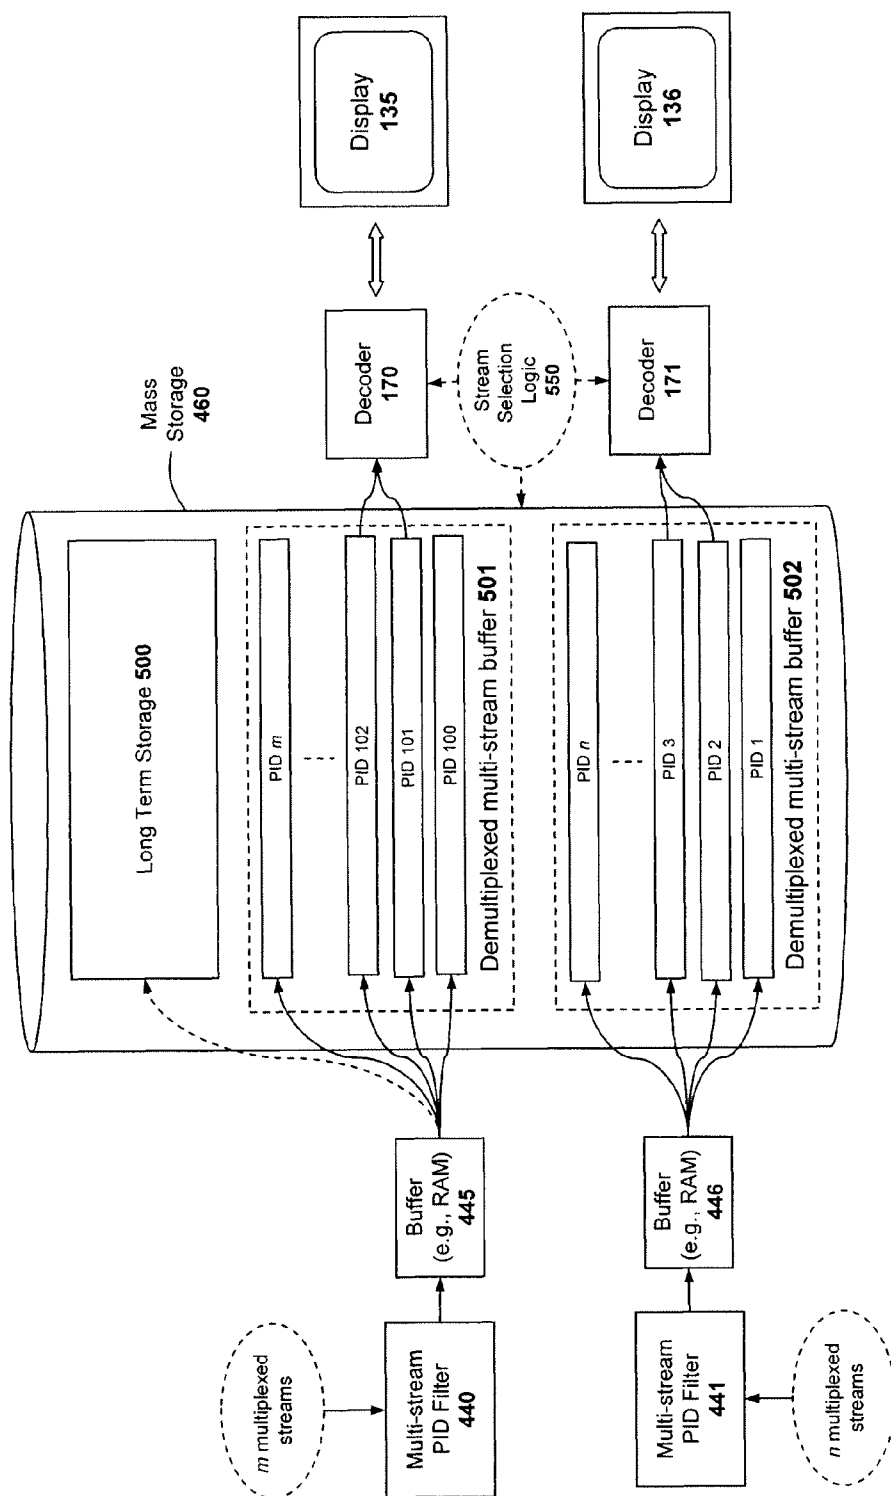 m multiplexed
streams
Multi-stream
PID Filter
440
Buffer
(e.g., RAM)
445
Mass
Storage
460
Long Term Storage 500
PID m
PID 102
PID 101
PID 100
Demultiplexed multi-stream buffer 501
Decoder
170
Display
135
Stream
Selection
Logic
550
n multiplexed
streams
Multi-stream
PID Filter
441
Buffer
(e.g., RAM)
446
PID n
PID 3
PID 2
PID 1
Demultiplexed multi-stream buffer 502
Decoder
171
Display
136